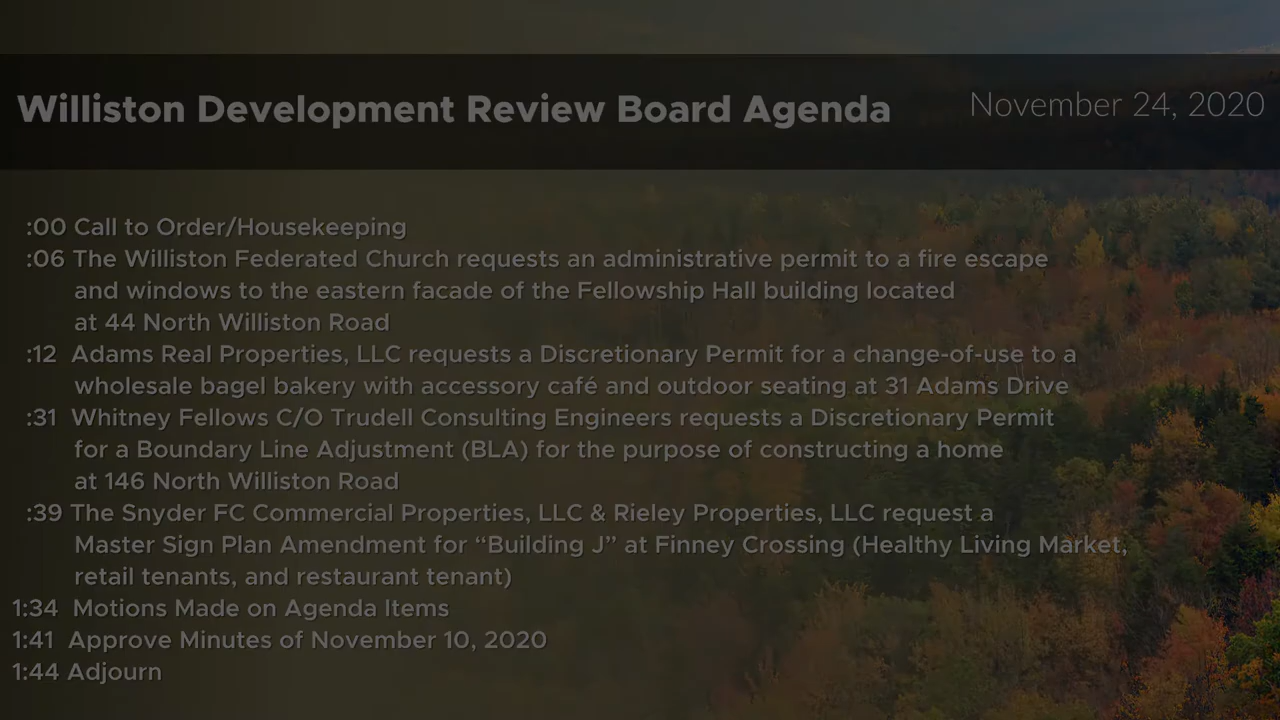 Williston Development Review Board Agenda
November 24, 2020
:00 Call to Order/Housekeeping
:06 The Williston Federated Church requests an administrative permit to a fire escape
and windows to the eastern facade of the Fellowship Hall building located
at 44 North Williston Road
:12 Adams Real Properties, LLC requests a Discretionary Permit for a change-of-use to a
wholesale bagel bakery with accessory café and outdoor seating at 31 Adams Drive
:31 Whitney Fellows C/O Trudell Consulting Engineers requests a Discretionary Permit
for a Boundary Line Adjustment (BLA) for the purpose of constructing a home
at 146 North Williston Road
:39 The Snyder FC Commercial Properties, LLC & Rieley Properties, LLC request a
Master Sign Plan Amendment for “Building J” at Finney Crossing (Healthy Living Market,
retail tenants, and restaurant tenant)
1:34 Motions Made on Agenda Items
1:41 Approve Minutes of November 10, 2020
1:44 Adjourn